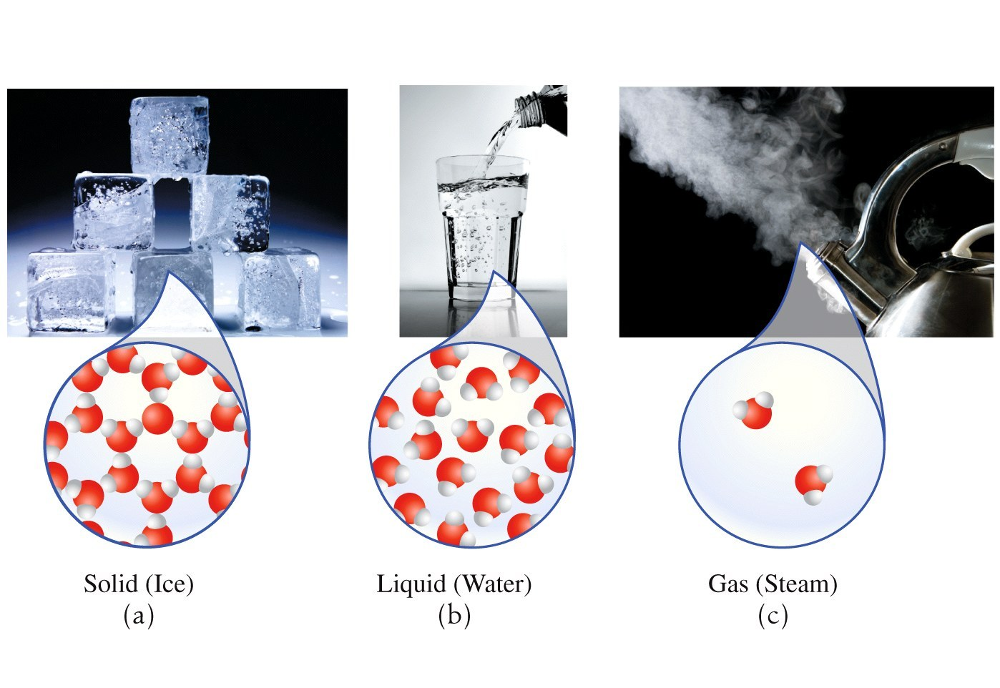 Solid (Ice)
(a)
Liquid (Water)
(b)
Gas (Steam)
(c)